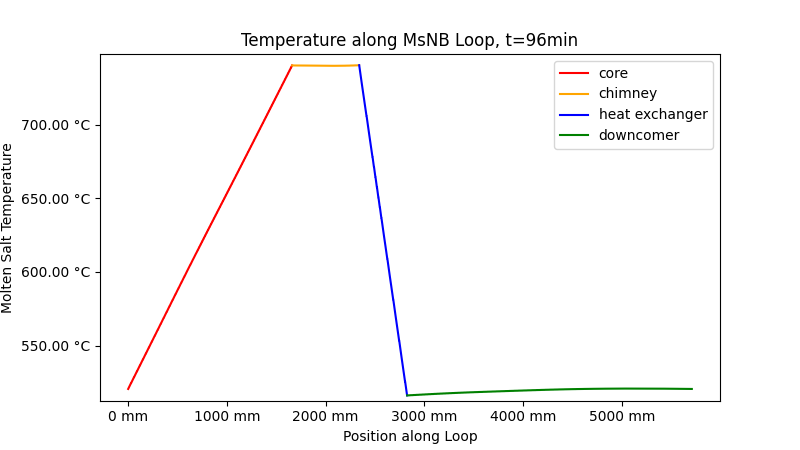 Temperature along MsNB Loop, t=96min
core
chimney
heat exchanger
downcomer
Molten Salt Temperature
700.00 °C
650.00 °C
600.00 °C
550.00 °C
0 mm
1000 mm
2000 mm
3000 mm
4000 mm
5000 mm
Position along Loop